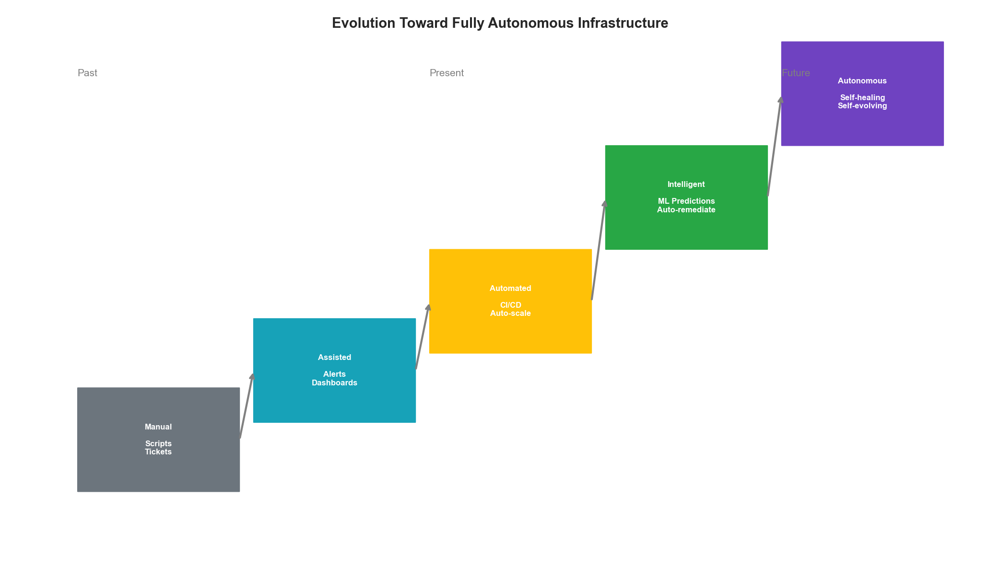 Evolution Toward Fully Autonomous Infrastructure
Past
Present
Future
Manual
Scripts
Tickets
Assisted
Alerts
Dashboards
Automated
CI/CD
Auto-scale
Intelligent
ML Predictions
Auto-remediate
Autonomous
Self-healing
Self-evolving